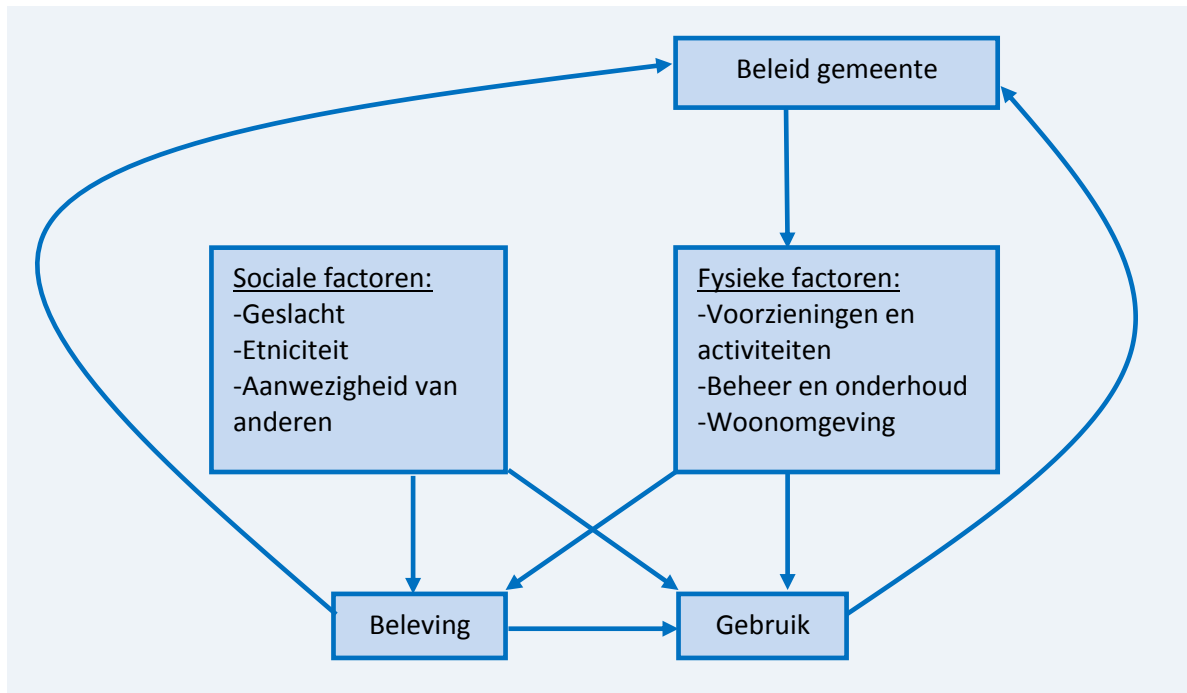 Beleid gemeente
Sociale factoren:
-Geslacht
-Etniciteit
-Aanwezigheid van
anderen
Fysieke factoren:
-Voorzieningen en
activiteiten
-Beheer en onderhoud
-Woonomgeving
Beleving
Gebruik